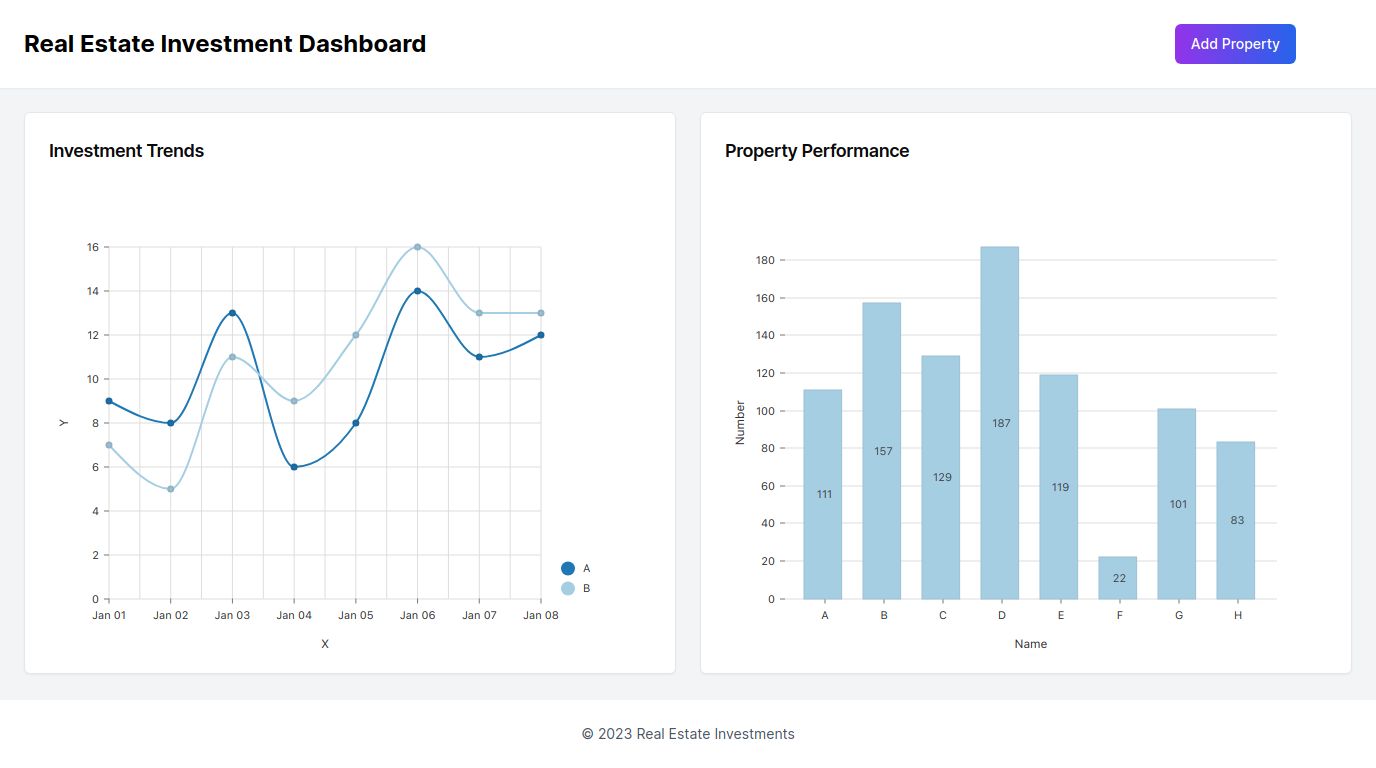 Real Estate Investment Dashboard
Add Property
Investment Trends
16
14
12
10
8
6
4
2
0
Y
Jan 01 Jan 02 Jan 03 Jan 04 Jan 05 Jan 06 Jan 07 Jan 08
X
A
B
Property Performance
180
160
140
120
100
80
60
40
20
0
Number
111 157 129 187 119 22 101 83
A B C D E F G H
Name
© 2023 Real Estate Investments